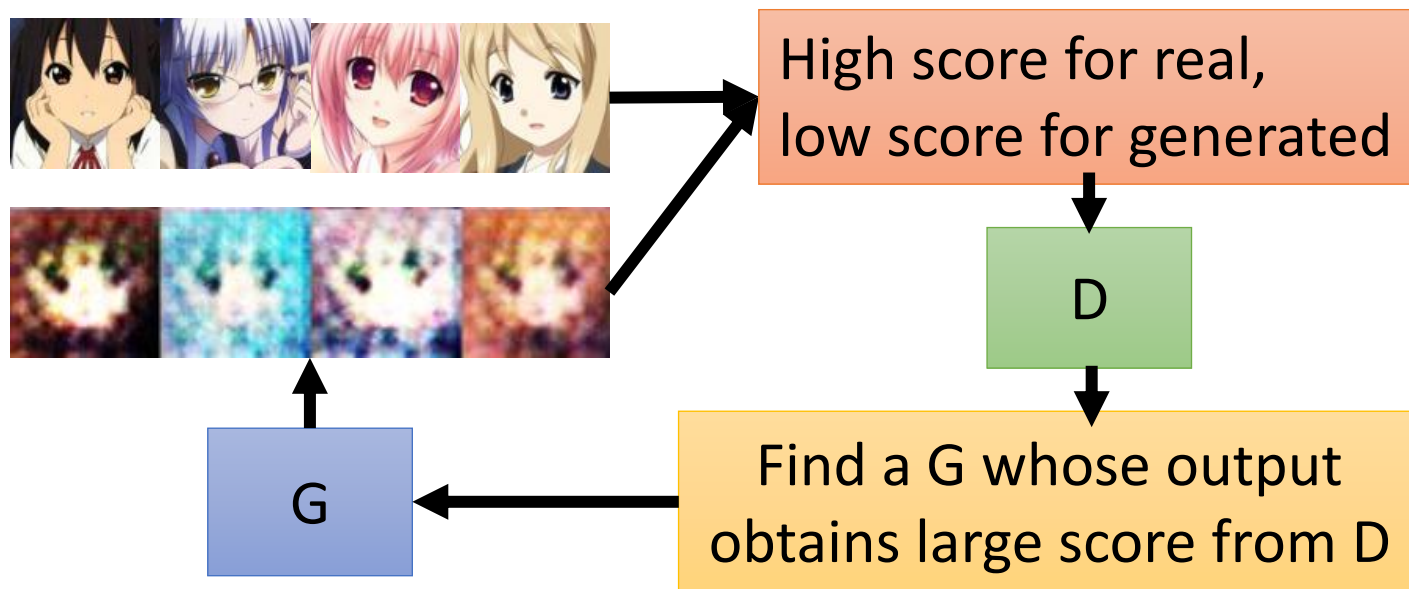 High score for real,
low score for generated
D
Find a G whose output
obtains large score from D
G